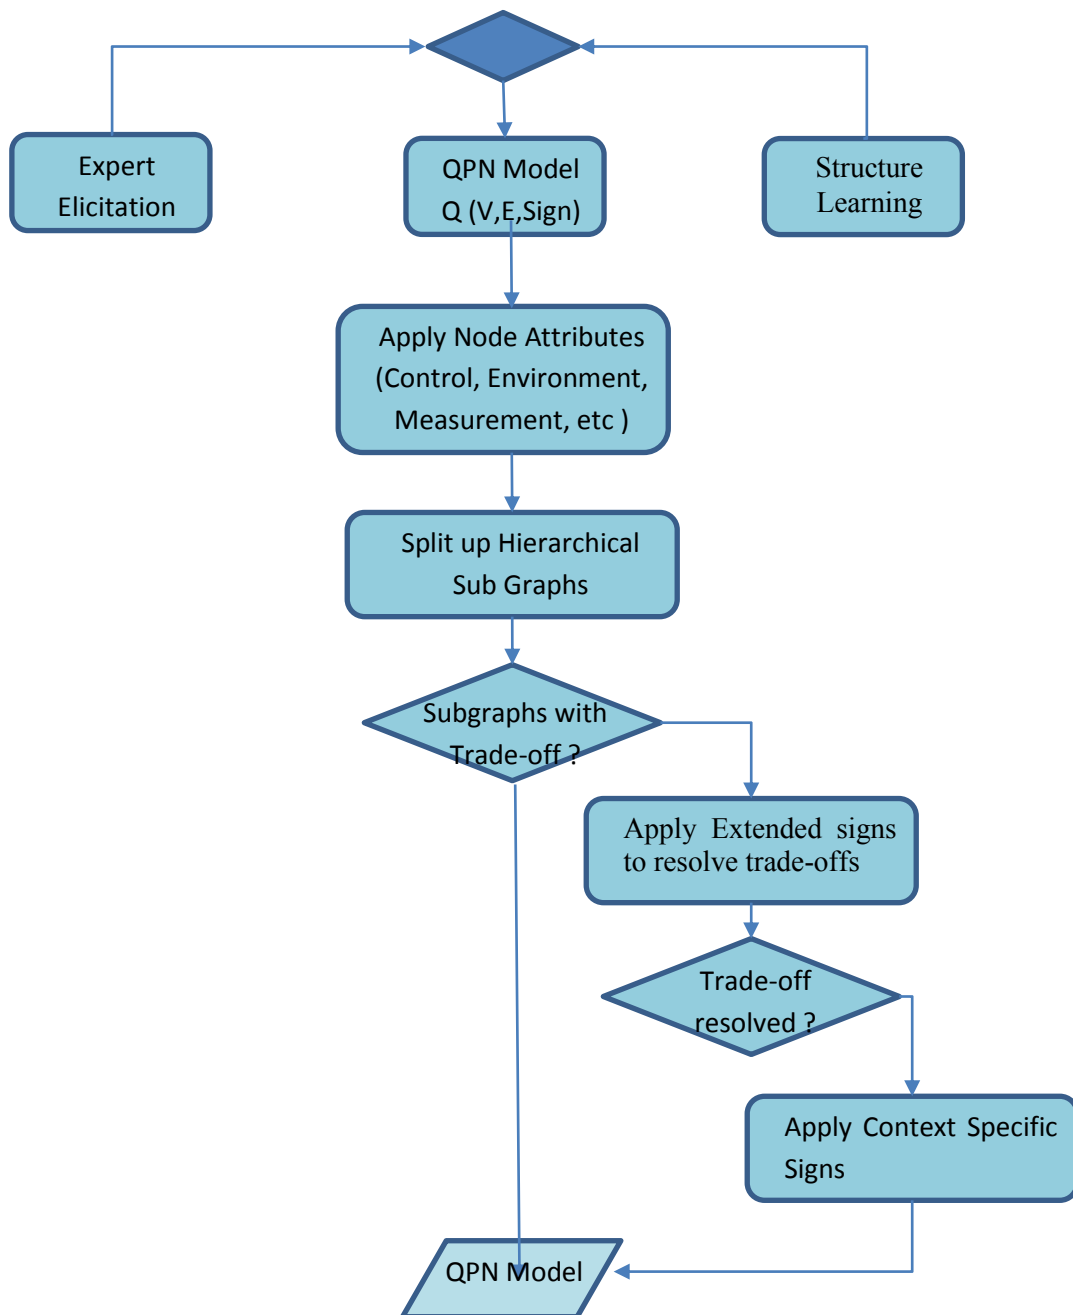 Expert
Elicitation
QPN Model
Q (V,E,Sign)
Structure
Learning
Apply Node Attributes
(Control, Environment,
Measurement, etc )
Split up Hierarchical
Sub Graphs
Subgraphs with
Trade-off ?
Apply Extended signs
to resolve trade-offs
Trade-off
resolved ?
Apply Context Specific
Signs
QPN Model